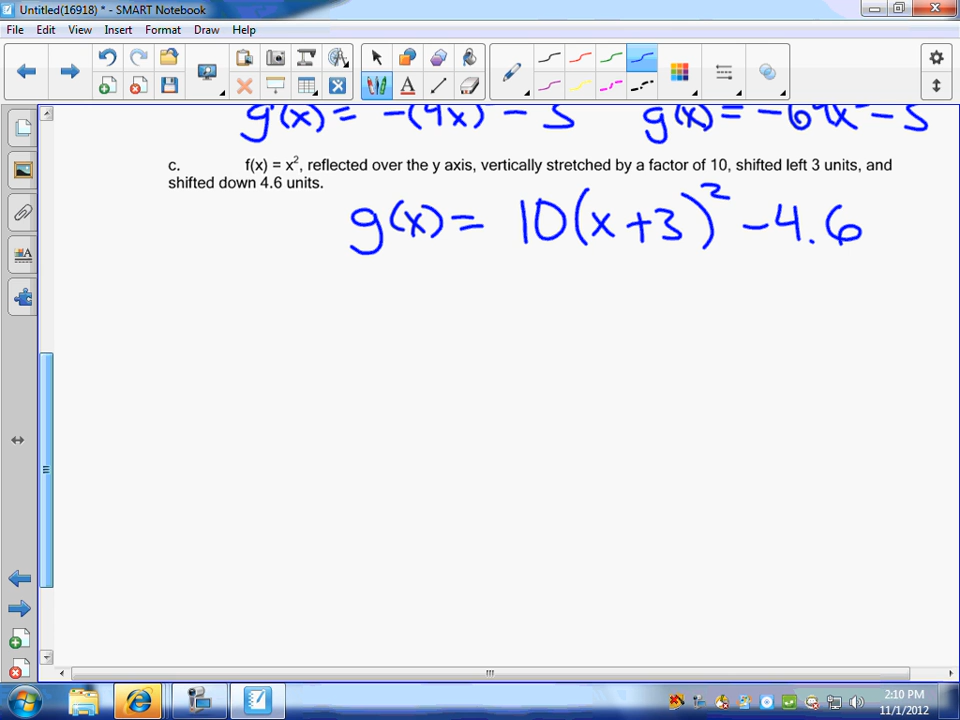 Untitled(16918) * - SMART Notebook
File Edit View Insert Format Draw Help
g(x) = -(4x) - 5 g(x) = -64x² - 5
c. f(x) = x², reflected over the y axis, vertically stretched by a factor of 10, shifted left 3 units, and
shifted down 4.6 units.
g(x) = 10(x+3)² - 4.6
2:10 PM
11/1/2012